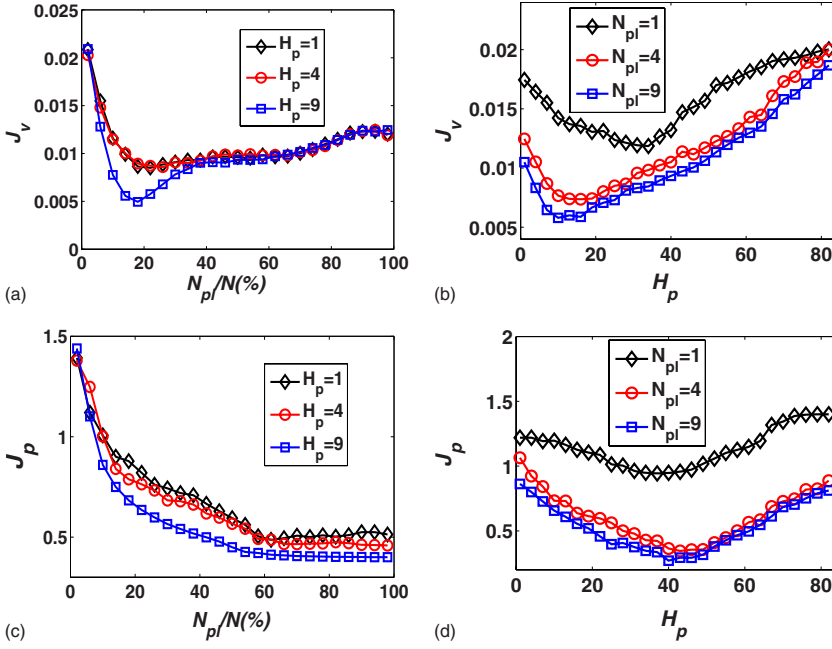 0.025
0.02
0.015
0.01
0.005
0
J_v
H_p=1
H_p=4
H_p=9
0 20 40 60 80 100
N_pl/N(%)
(a)
0.02
0.015
0.01
0.005
J_v
N_pl=1
N_pl=4
N_pl=9
0 20 40 60 80
H_p
(b)
1.5
1
0.5
J_p
H_p=1
H_p=4
H_p=9
0 20 40 60 80 100
N_pl/N(%)
(c)
2
1.5
1
0.5
J_p
N_pl=1
N_pl=4
N_pl=9
0 20 40 60 80
H_p
(d)